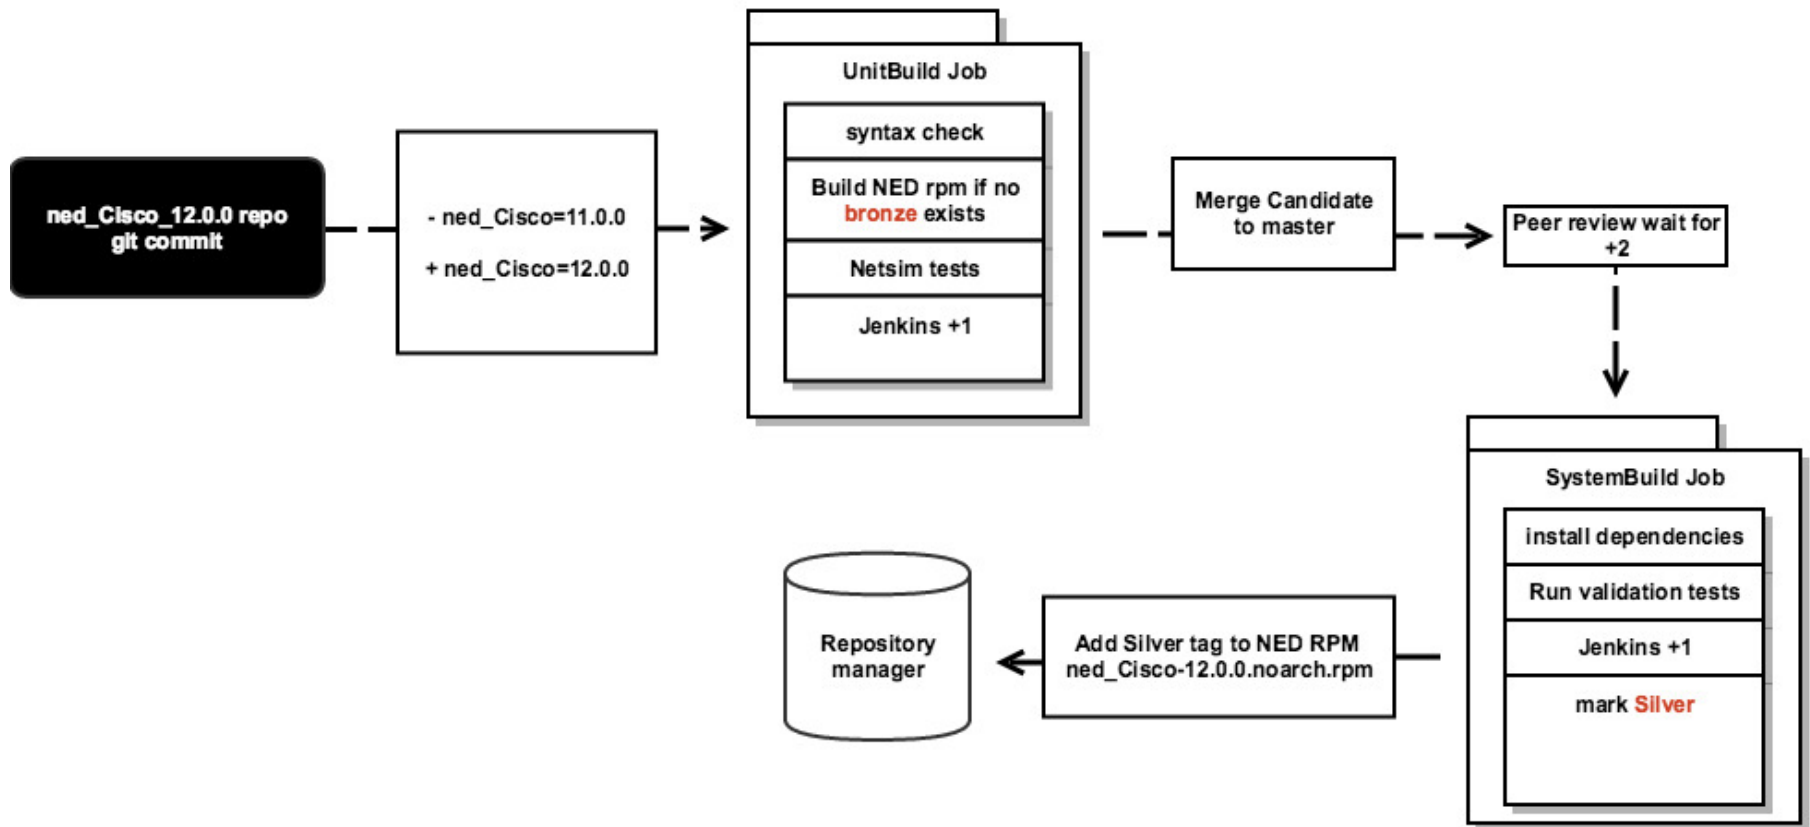 ned_Cisco_12.0.0 repo
git commit
- ned_Cisco=11.0.0
+ ned_Cisco=12.0.0
UnitBuild Job
syntax check
Build NED rpm if no
bronze exists
Netsim tests
Jenkins +1
Merge Candidate
to master
Peer review wait for
+2
SystemBuild Job
install dependencies
Run validation tests
Jenkins +1
mark Silver
Add Silver tag to NED RPM
ned_Cisco-12.0.0.noarch.rpm
Repository
manager